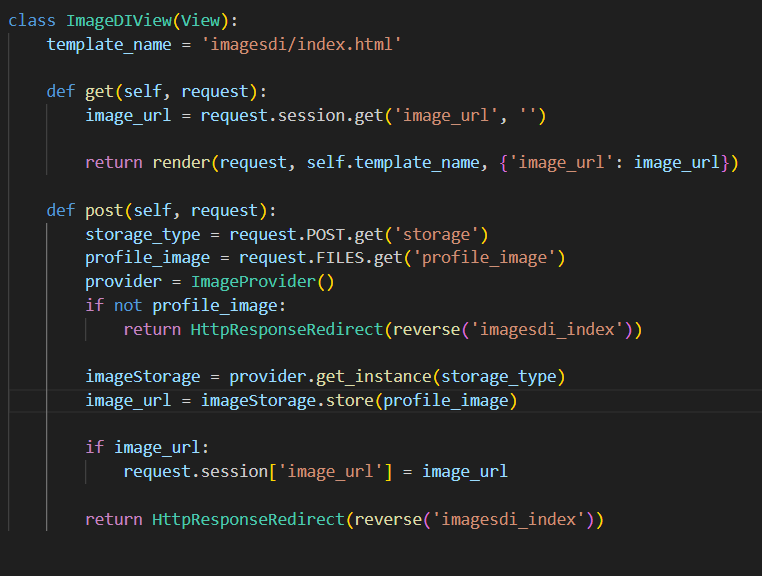 class ImageDIView(View):
    template_name = 'imagesdi/index.html'

    def get(self, request):
        image_url = request.session.get('image_url', '')

        return render(request, self.template_name, {'image_url': image_url})

    def post(self, request):
        storage_type = request.POST.get('storage')
        profile_image = request.FILES.get('profile_image')
        provider = ImageProvider()
        if not profile_image:
            return HttpResponseRedirect(reverse('imagesdi_index'))

        imageStorage = provider.get_instance(storage_type)
        image_url = imageStorage.store(profile_image)

        if image_url:
            request.session['image_url'] = image_url

        return HttpResponseRedirect(reverse('imagesdi_index'))